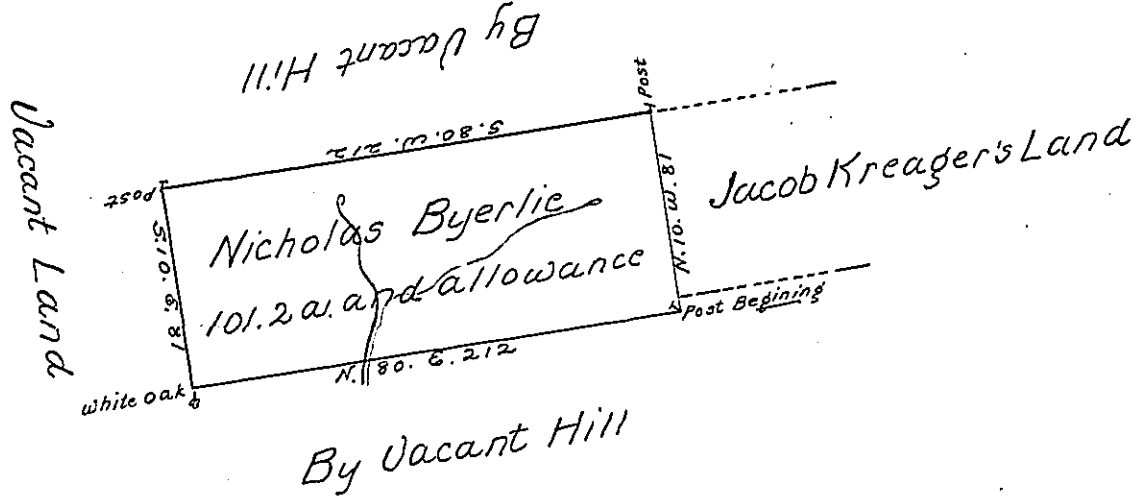 By Vacant Hill
Post
S. 80. W. 212
Post
Vacant Land
Nicholas Byerlie
101.2 a. and allowance
S. 10. E. 81
N. 10. W. 81
Jacob Kreager's Land
Post Begining
N. 80. E. 212
White Oak
By Vacant Hill